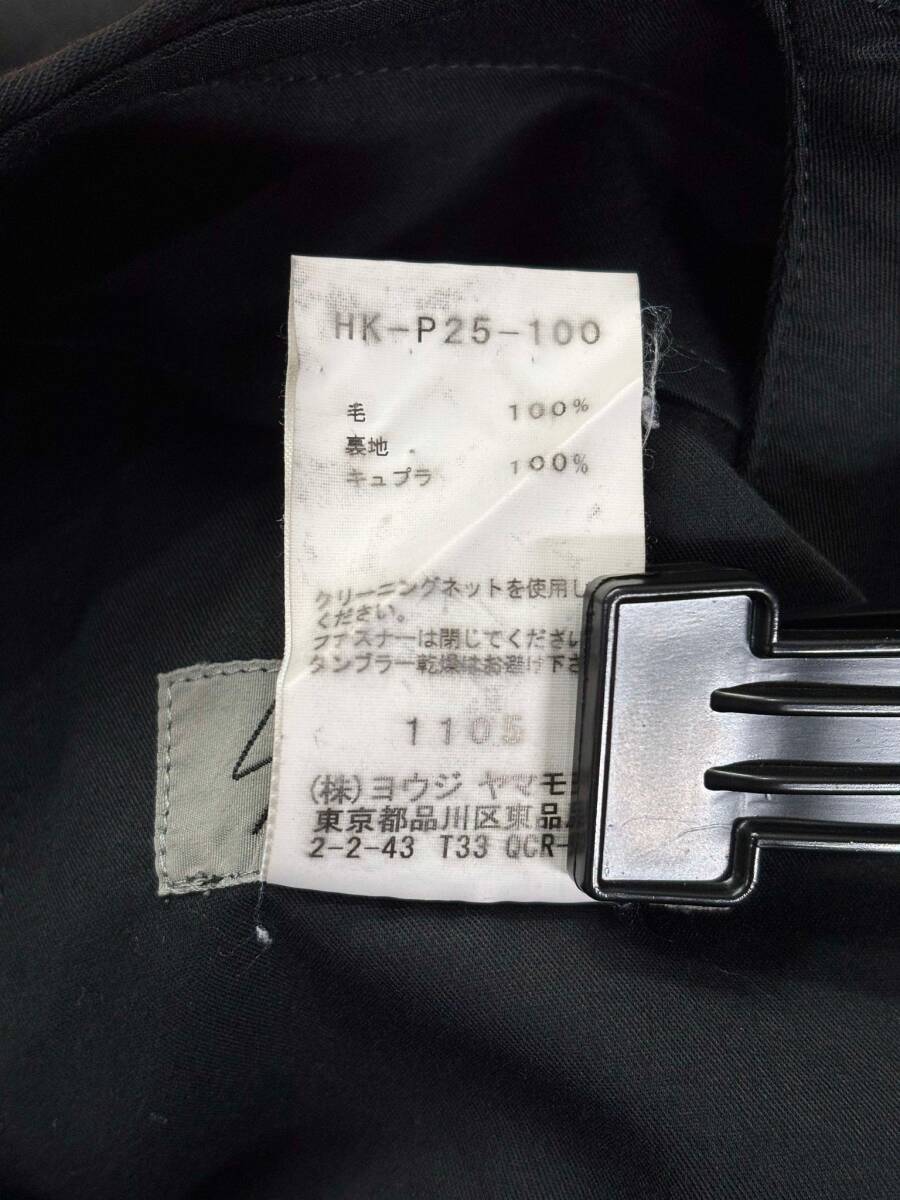 HK-P25-100
毛 100%
裏地
キュプラ 100%
クリーニングネットを使用し
ください。
ファスナーは閉じてください
タンブラー乾燥はお避け下さ
1105
(株)ヨウジ ヤマモ
東京都品川区東品
2-2-43 T33 QCR-